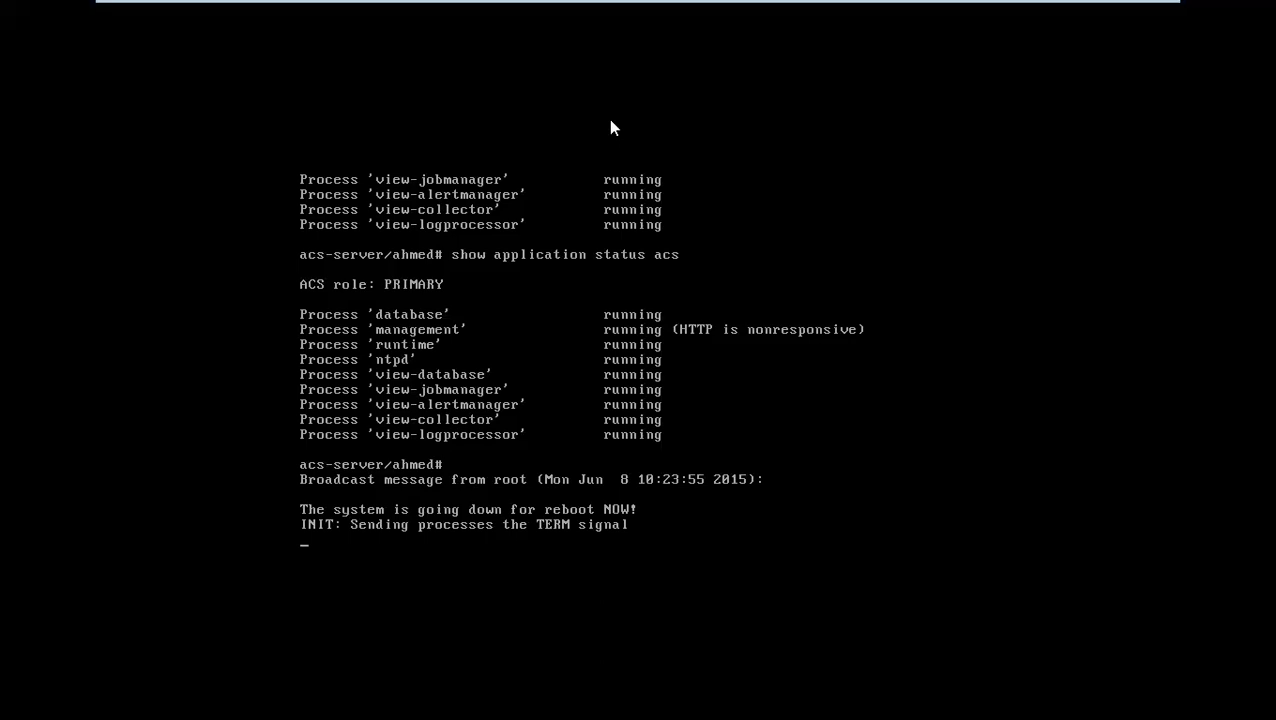 Process 'view-jobmanager'           running
Process 'view-alertmanager'         running
Process 'view-collector'            running
Process 'view-logprocessor'         running
acs-server/ahmed# show application status acs
ACS role: PRIMARY
Process 'database'                  running
Process 'management'                running (HTTP is nonresponsive)
Process 'runtime'                   running
Process 'ntpd'                      running
Process 'view-database'             running
Process 'view-jobmanager'           running
Process 'view-alertmanager'         running
Process 'view-collector'            running
Process 'view-logprocessor'         running
acs-server/ahmed#
Broadcast message from root (Mon Jun  8 10:23:55 2015):
The system is going down for reboot NOW!
INIT: Sending processes the TERM signal
_